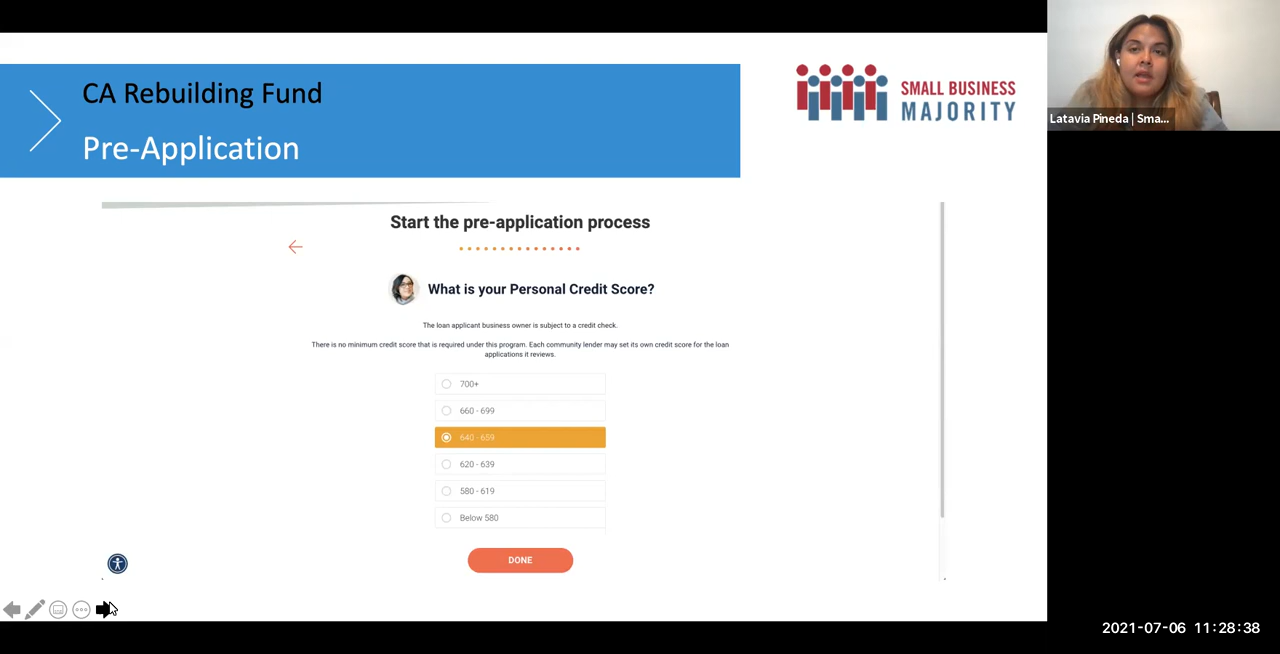 CA Rebuilding Fund
Pre-Application
SMALL BUSINESS
MAJORITY
Latavia Pineda | Sma...
Start the pre-application process
What is your Personal Credit Score?
The loan applicant business owner is subject to a credit check.
There is no minimum credit score that is required under this program. Each community lender may set its own credit score for the loan
applications it reviews.
700+
660 - 699
640 - 659
620 - 639
580 - 619
Below 580
DONE
2021-07-06 11:28:38